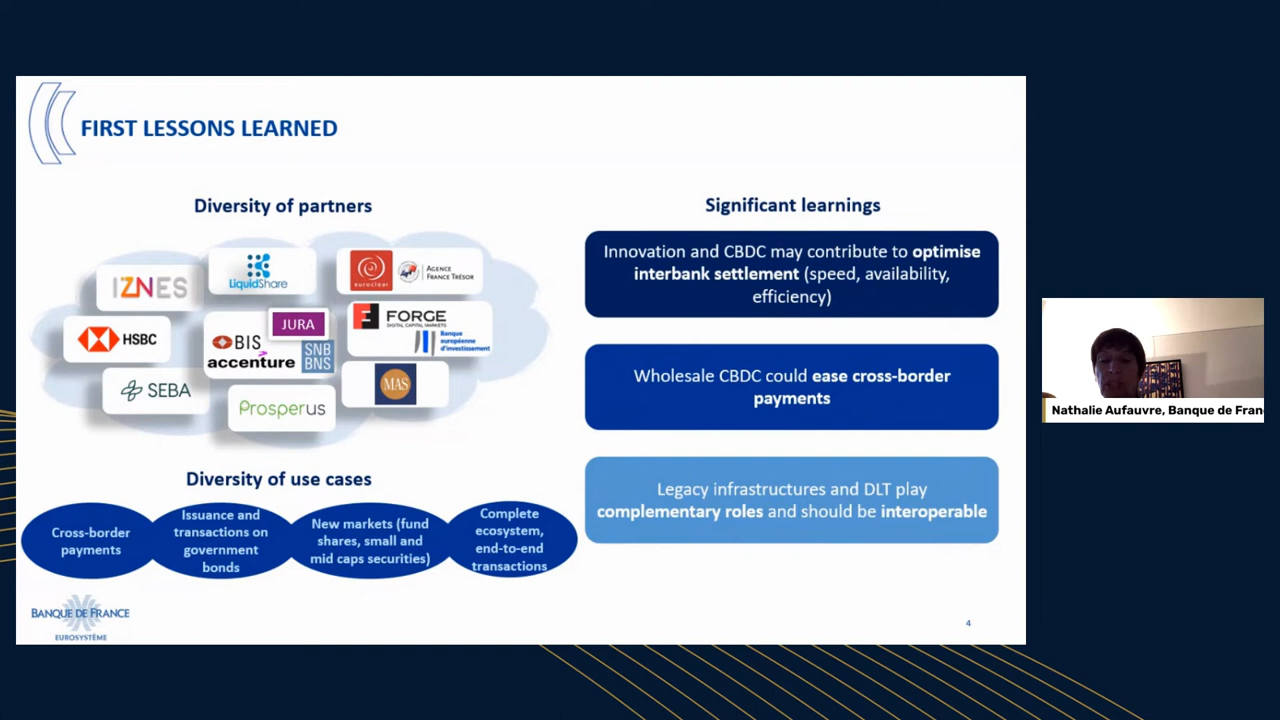 FIRST LESSONS LEARNED
Diversity of partners
IZNES
LiquidShare
euroclear
AGENCE
FRANCE TRÉSOR
HSBC
JURA
BIS
accenture
SNB
BNS
FORGE
DIGITAL CAPITAL MARKETS
Banque
européenne
d'investissement
SEBA
Prosperus
MAS
Diversity of use cases
Cross-border
payments
Issuance and
transactions on
government
bonds
New markets (fund
shares, small and
mid caps securities)
Complete
ecosystem,
end-to-end
transactions
Significant learnings
Innovation and CBDC may contribute to optimise
interbank settlement (speed, availability,
efficiency)
Wholesale CBDC could ease cross-border
payments
Legacy infrastructures and DLT play
complementary roles and should be interoperable
BANQUE DE FRANCE
EUROSYSTÈME
4
Nathalie Aufauvre, Banque de Fran